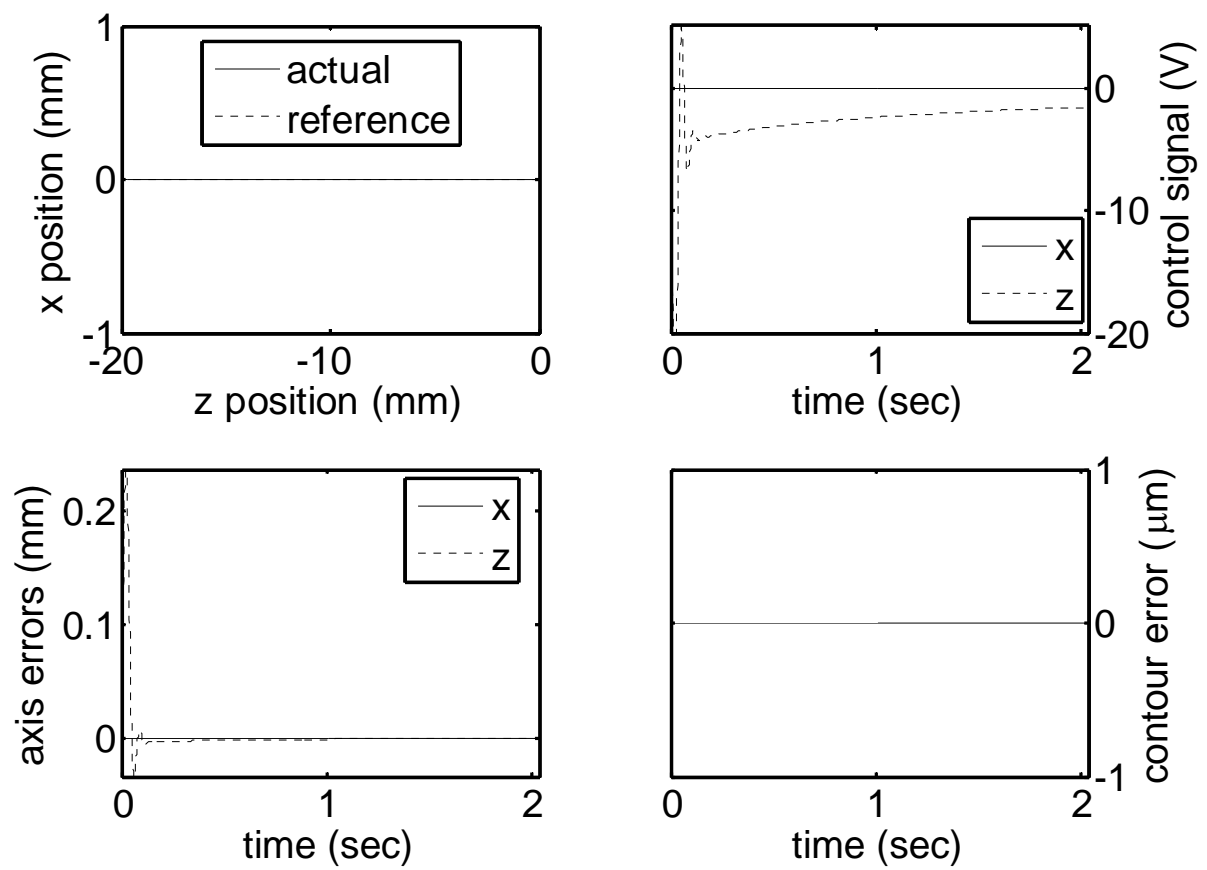 1
0
-1
x position (mm)
actual
reference
-20
-10
0
z position (mm)
0
-10
-20
control signal (V)
x
z
0
1
2
time (sec)
0.2
0.1
0
axis errors (mm)
x
z
0
1
2
time (sec)
1
0
-1
contour error (μm)
0
1
2
time (sec)